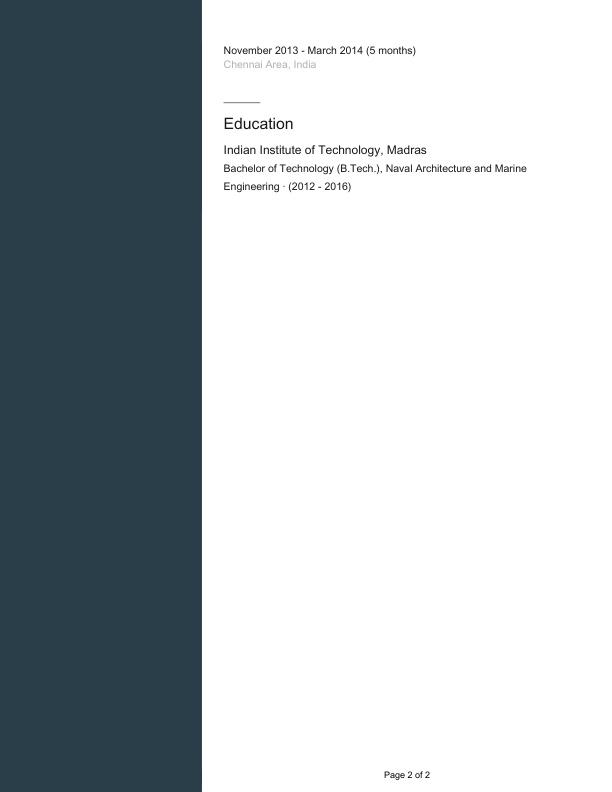 November 2013 - March 2014 (5 months)
Chennai Area, India
Education
Indian Institute of Technology, Madras
Bachelor of Technology (B.Tech.), Naval Architecture and Marine
Engineering · (2012 - 2016)
Page 2 of 2